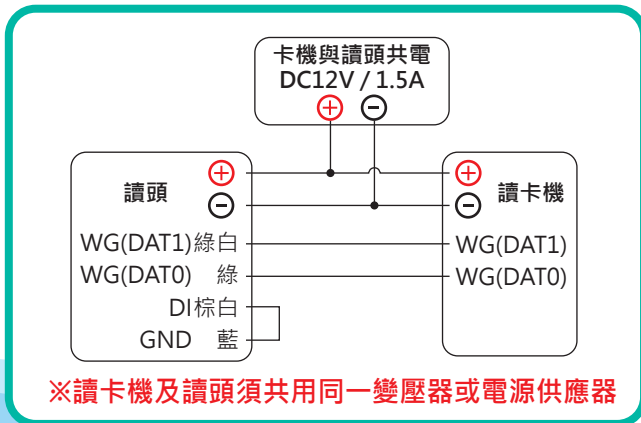 卡機與讀頭共電
DC12V / 1.5A
⊕ ⊖
讀頭 ⊕
⊖
WG(DAT1)綠白
WG(DAT0) 綠
DI棕白
GND 藍
⊕ 讀卡機
⊖
WG(DAT1)
WG(DAT0)
※讀卡機及讀頭須共用同一變壓器或電源供應器